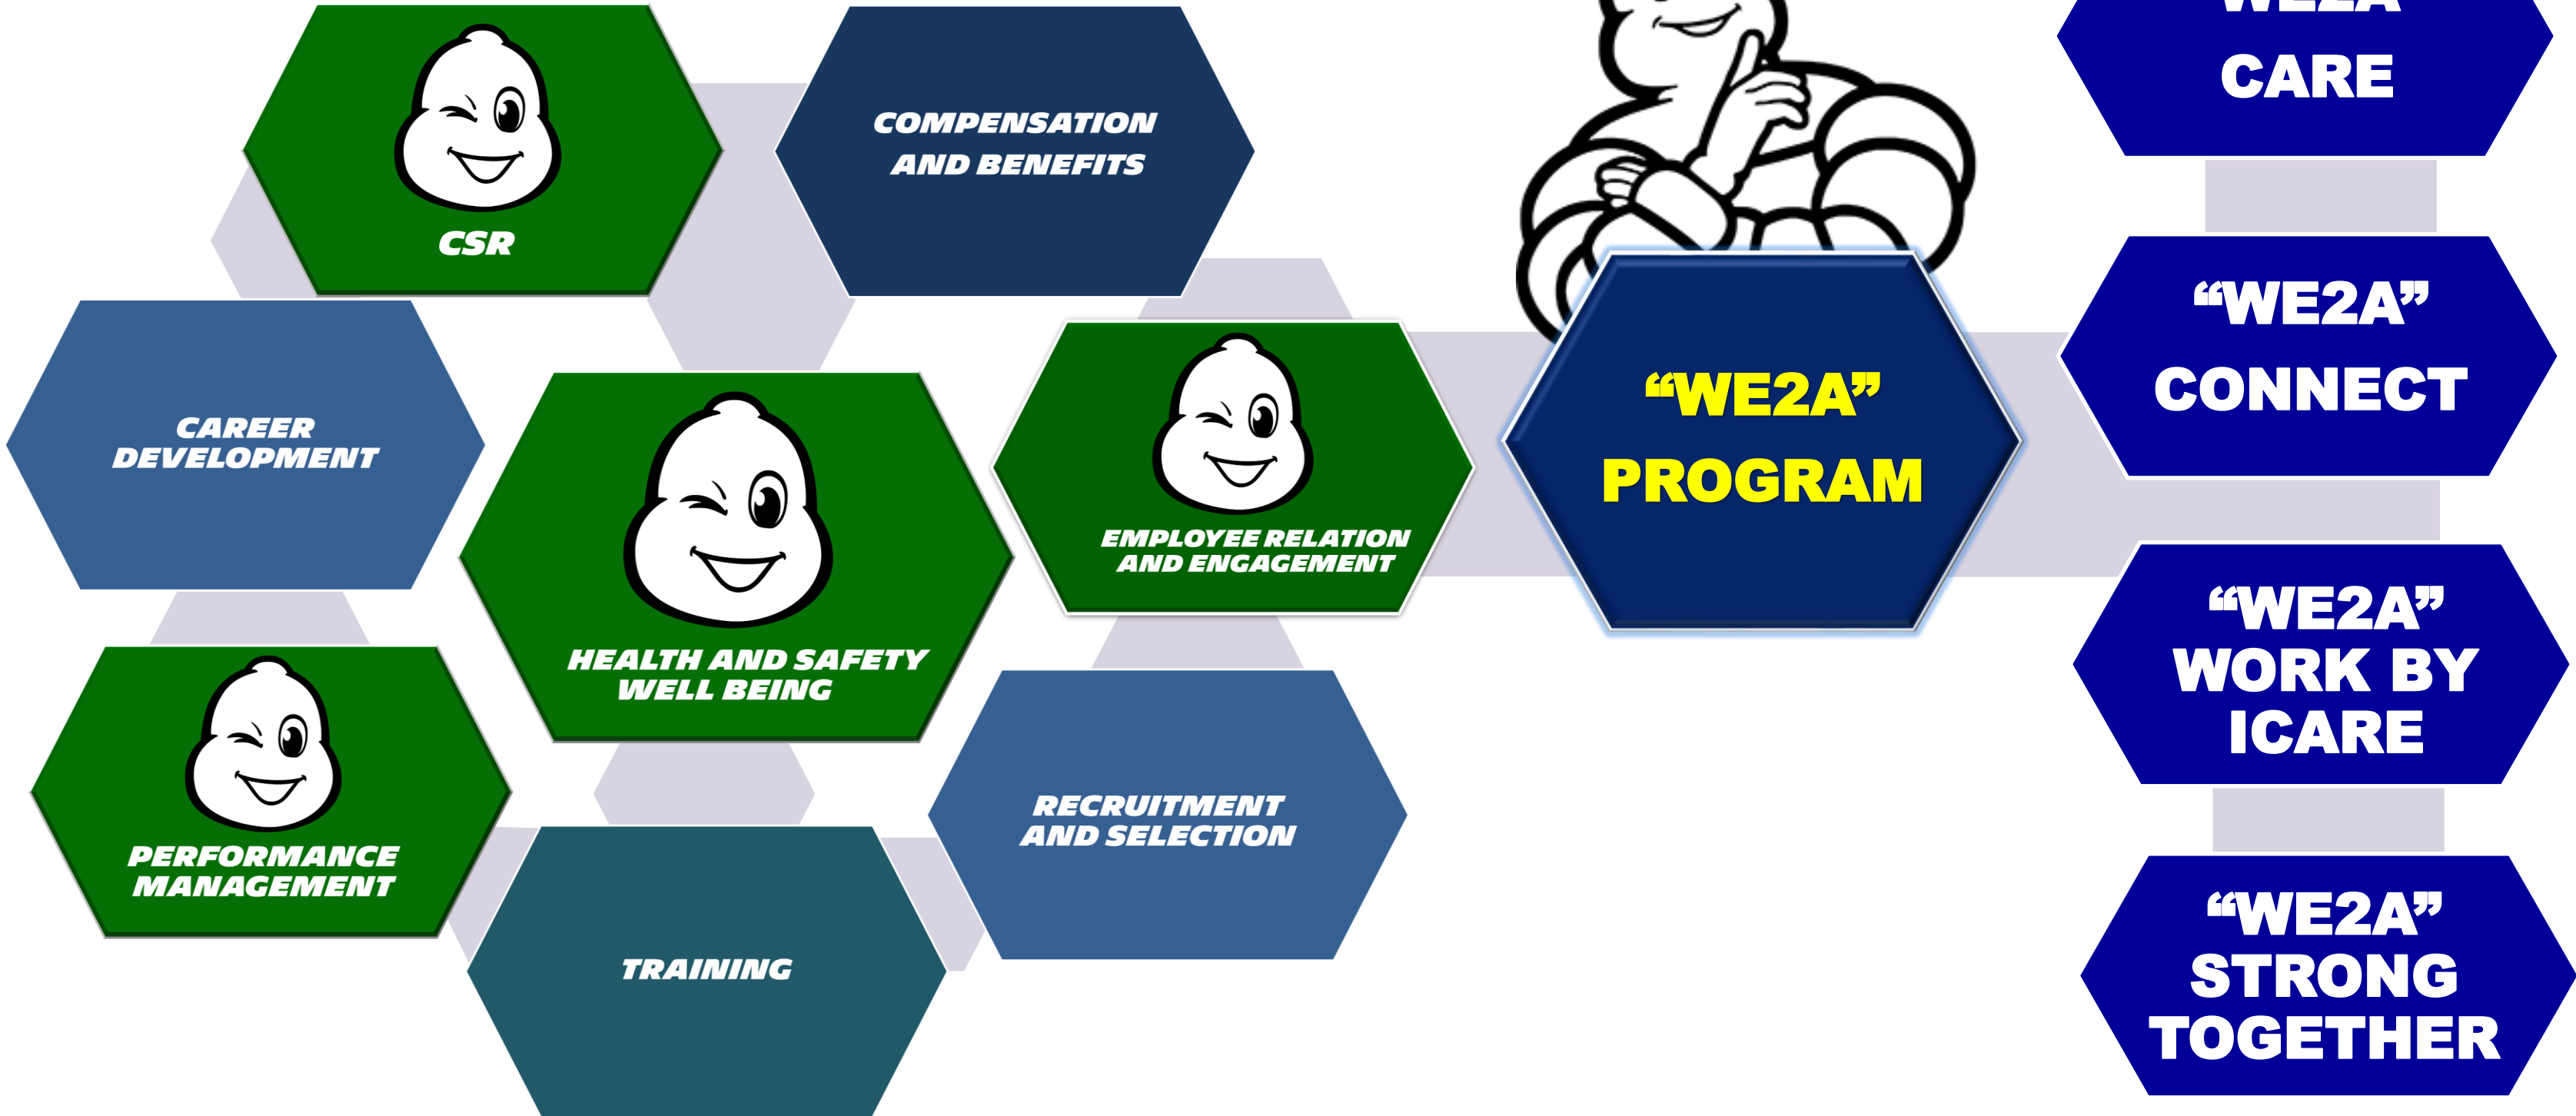 CSR
COMPENSATION
AND BENEFITS
CAREER
DEVELOPMENT
HEALTH AND SAFETY
WELL BEING
EMPLOYEE RELATION
AND ENGAGEMENT
PERFORMANCE
MANAGEMENT
TRAINING
RECRUITMENT
AND SELECTION
“WE2A”
PROGRAM
WE2A
CARE
“WE2A”
CONNECT
“WE2A”
WORK BY
ICARE
“WE2A”
STRONG
TOGETHER